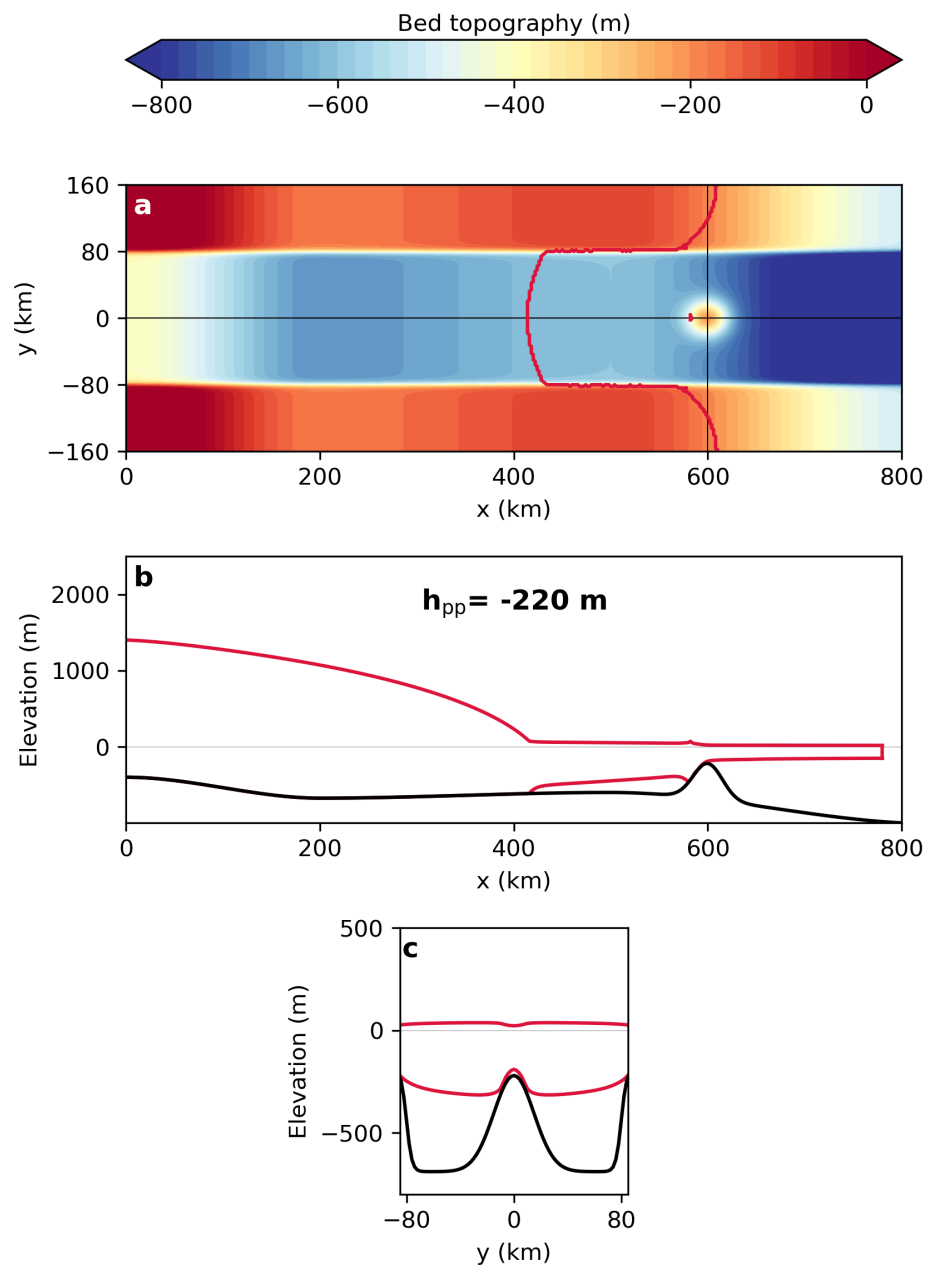 Bed topography (m)
−800 −600 −400 −200 0
a
160
80
0
−80
−160
y (km)
0 200 400 600 800
x (km)
b
h_pp= -220 m
2000
1000
0
Elevation (m)
0 200 400 600 800
x (km)
c
500
0
−500
Elevation (m)
−80 0 80
y (km)